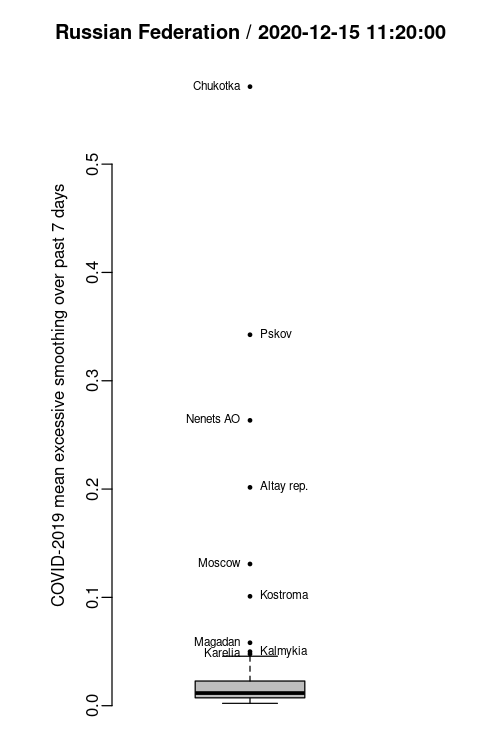 Russian Federation / 2020-12-15 11:20:00
COVID-2019 mean excessive smoothing over past 7 days
Chukotka
0.5
0.4
Pskov
0.3
Nenets AO
Altay rep.
0.2
Moscow
Kostroma
0.1
Magadan
Kalmykia
Karelia
0.0